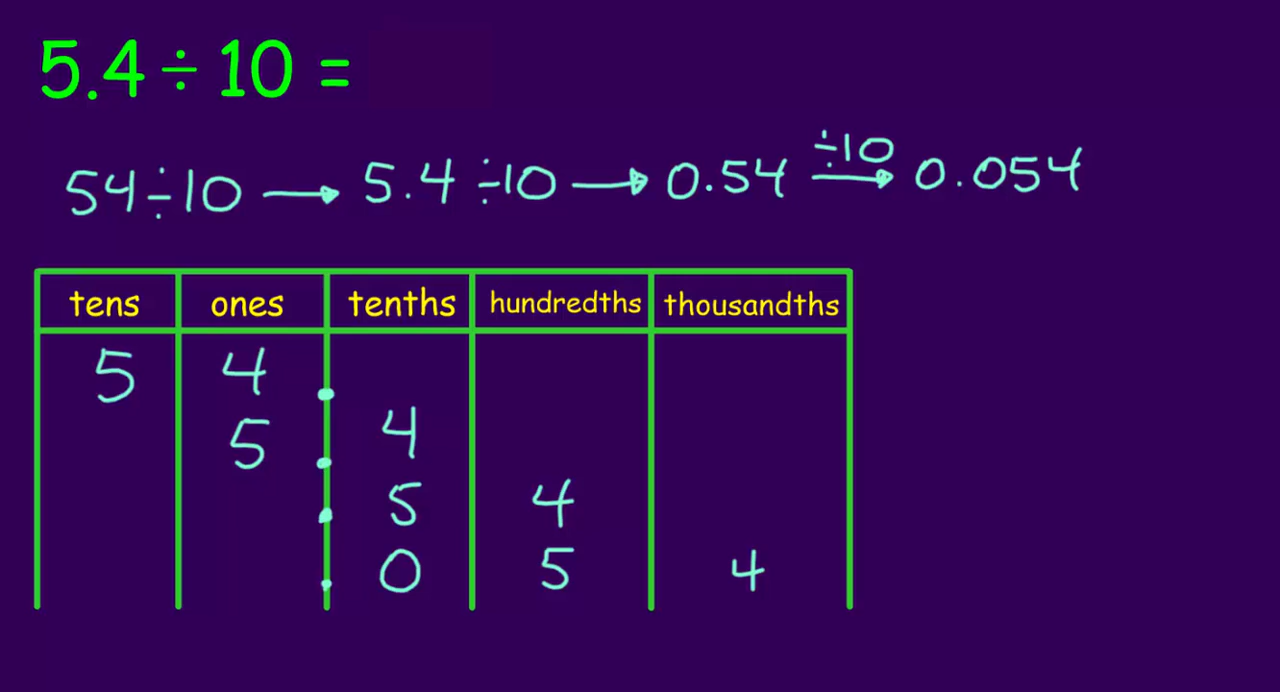 5.4 ÷ 10 =
54 ÷ 10 → 5.4 ÷ 10 → 0.54 ÷10 → 0.054
tens ones tenths hundredths thousandths
5 4 .
5 . 4
. 5 4
. 0 5 4